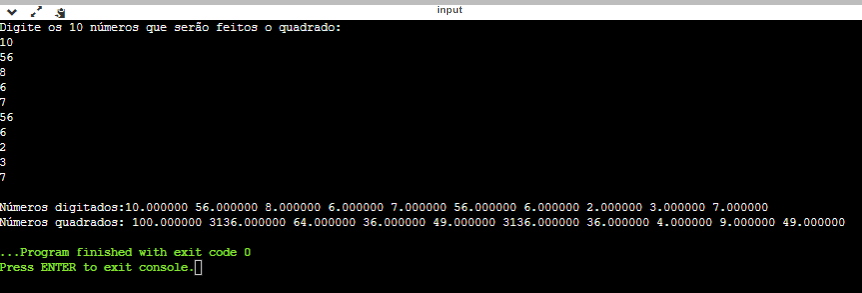 input
Digite os 10 números que serão feitos o quadrado:
10
56
8
6
7
56
6
2
3
7
Números digitados:10.000000 56.000000 8.000000 6.000000 7.000000 56.000000 6.000000 2.000000 3.000000 7.000000
Números quadrados: 100.000000 3136.000000 64.000000 36.000000 49.000000 3136.000000 36.000000 4.000000 9.000000 49.000000
...Program finished with exit code 0
Press ENTER to exit console.